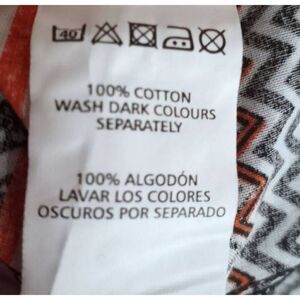 40
100% COTTON
WASH DARK COLOURS
SEPARATELY
100% ALGODÓN
LAVAR LOS COLORES
OSCUROS POR SEPARADO